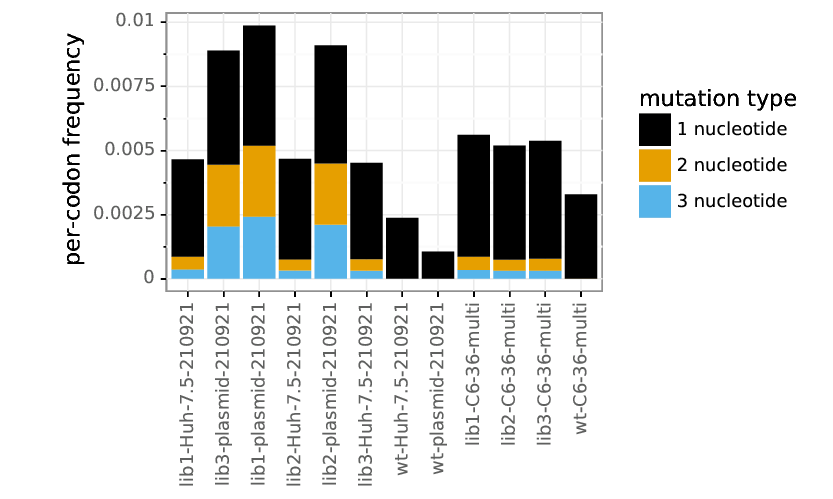 per-codon frequency
0.01
0.0075
0.005
0.0025
0
lib1-Huh-7.5-210921
lib3-plasmid-210921
lib1-plasmid-210921
lib2-Huh-7.5-210921
lib2-plasmid-210921
lib3-Huh-7.5-210921
wt-Huh-7.5-210921
wt-plasmid-210921
lib1-C6-36-multi
lib2-C6-36-multi
lib3-C6-36-multi
wt-C6-36-multi
mutation type
1 nucleotide
2 nucleotide
3 nucleotide